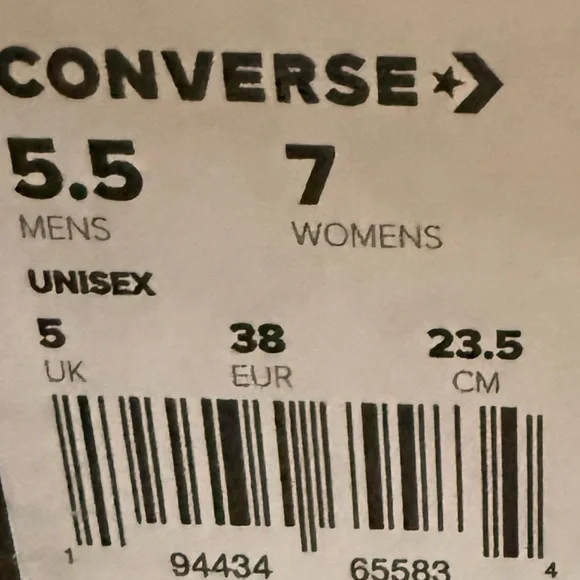 CONVERSE
5.5 7
MENS WOMENS
UNISEX
5 38 23.5
UK EUR CM
1 94434 65583 4